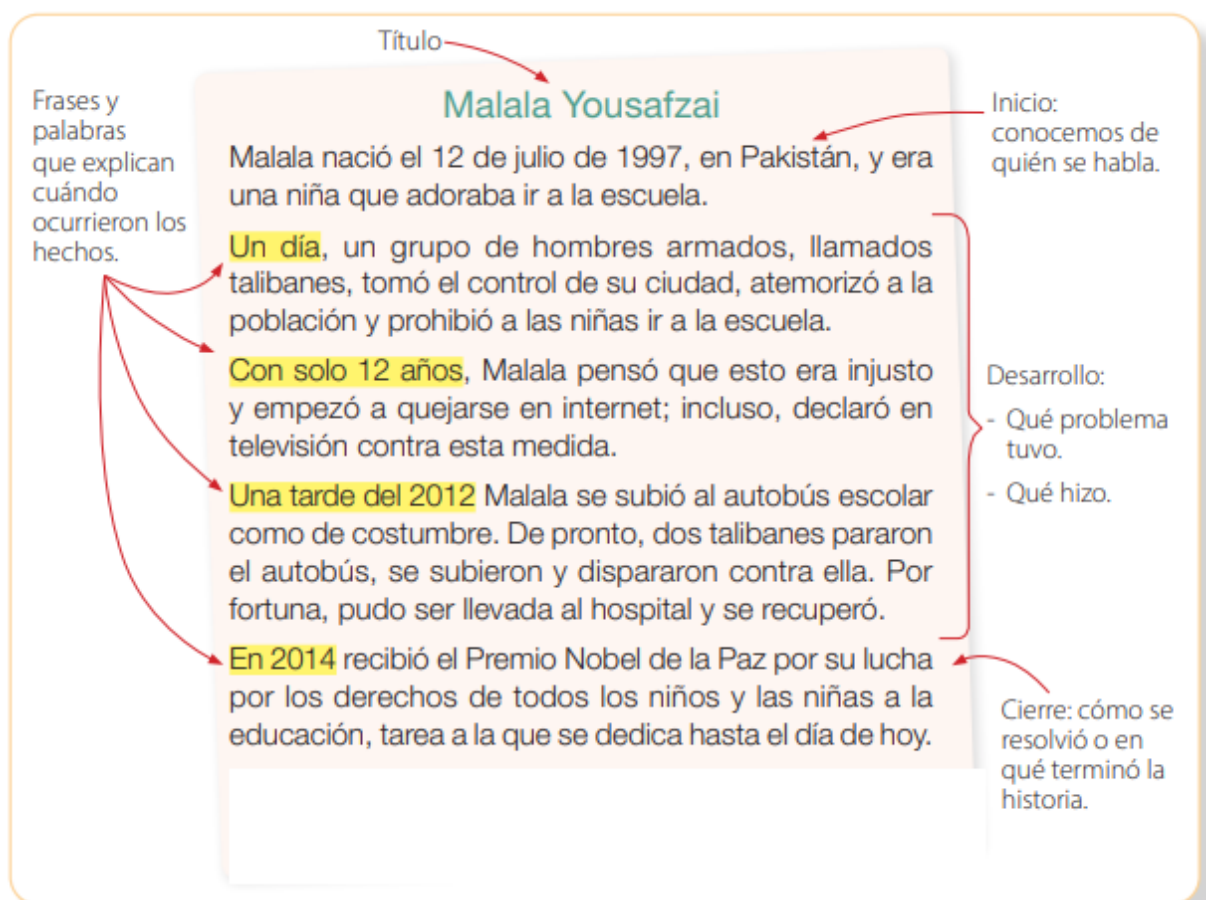 Título
Malala Yousafzai
Frases y
palabras
que explican
cuándo
ocurrieron los
hechos.
Inicio:
conocemos de
quién se habla.
Malala nació el 12 de julio de 1997, en Pakistán, y era
una niña que adoraba ir a la escuela.
Un día, un grupo de hombres armados, llamados
talibanes, tomó el control de su ciudad, atemorizó a la
población y prohibió a las niñas ir a la escuela.
Con solo 12 años, Malala pensó que esto era injusto
y empezó a quejarse en internet; incluso, declaró en
televisión contra esta medida.
Una tarde del 2012 Malala se subió al autobús escolar
como de costumbre. De pronto, dos talibanes pararon
el autobús, se subieron y dispararon contra ella. Por
fortuna, pudo ser llevada al hospital y se recuperó.
Desarrollo:
- Qué problema
tuvo.
- Qué hizo.
En 2014 recibió el Premio Nobel de la Paz por su lucha
por los derechos de todos los niños y las niñas a la
educación, tarea a la que se dedica hasta el día de hoy.
Cierre: cómo se
resolvió o en
qué terminó la
historia.